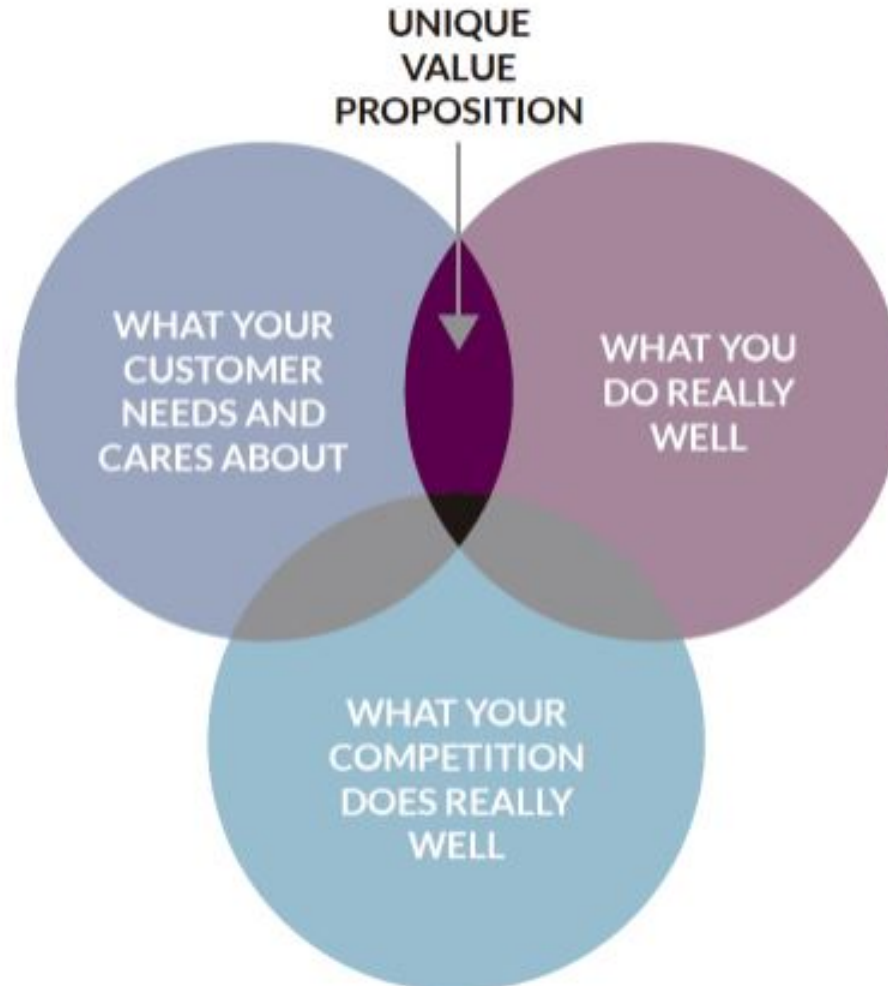 UNIQUE
VALUE
PROPOSITION
WHAT YOUR
CUSTOMER
NEEDS AND
CARES ABOUT
WHAT YOU
DO REALLY
WELL
WHAT YOUR
COMPETITION
DOES REALLY
WELL